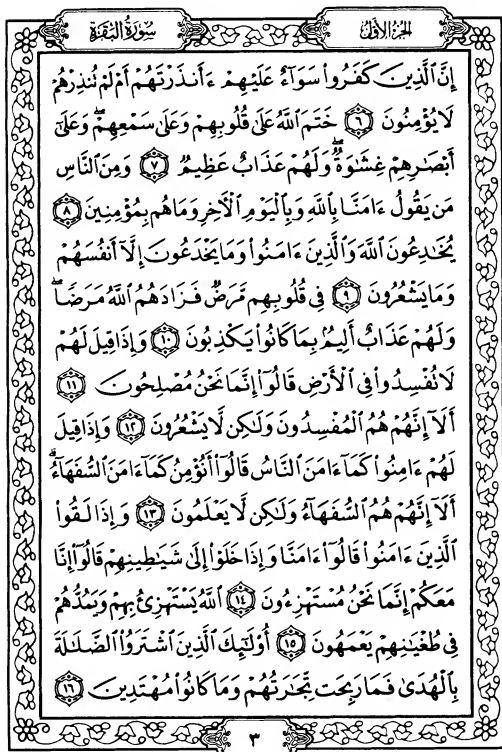 سُورَةُ البَقَرَةِ
الجُزْءُ الأَوَّلُ
إِنَّ ٱلَّذِينَ كَفَرُوا۟ سَوَآءٌ عَلَيْهِمْ ءَأَنذَرْتَهُمْ أَمْ لَمْ تُنذِرْهُمْ
لَا يُؤْمِنُونَ ٦ خَتَمَ ٱللَّهُ عَلَىٰ قُلُوبِهِمْ وَعَلَىٰ سَمْعِهِمْ ۖ وَعَلَىٰٓ
أَبْصَٰرِهِمْ غِشَٰوَةٌ ۖ وَلَهُمْ عَذَابٌ عَظِيمٌ ٧ وَمِنَ ٱلنَّاسِ
مَن يَقُولُ ءَامَنَّا بِٱللَّهِ وَبِٱلْيَوْمِ ٱلْءَاخِرِ وَمَا هُم بِمُؤْمِنِينَ ٨
يُخَٰدِعُونَ ٱللَّهَ وَٱلَّذِينَ ءَامَنُوا۟ وَمَا يَخْدَعُونَ إِلَّآ أَنفُسَهُمْ
وَمَا يَشْعُرُونَ ٩ فِى قُلُوبِهِم مَّرَضٌ فَزَادَهُمُ ٱللَّهُ مَرَضًا ۖ
وَلَهُمْ عَذَابٌ أَلِيمٌۢ بِمَا كَانُوا۟ يَكْذِبُونَ ١٠ وَإِذَا قِيلَ لَهُمْ
لَا تُفْسِدُوا۟ فِى ٱلْأَرْضِ قَالُوٓا۟ إِنَّمَا نَحْنُ مُصْلِحُونَ ١١
أَلَآ إِنَّهُمْ هُمُ ٱلْمُفْسِدُونَ وَلَٰكِن لَّا يَشْعُرُونَ ١٢ وَإِذَا قِيلَ
لَهُمْ ءَامِنُوا۟ كَمَآ ءَامَنَ ٱلنَّاسُ قَالُوٓا۟ أَنُؤْمِنُ كَمَآ ءَامَنَ ٱلسُّفَهَآءُ ۗ
أَلَآ إِنَّهُمْ هُمُ ٱلسُّفَهَآءُ وَلَٰكِن لَّا يَعْلَمُونَ ١٣ وَإِذَا لَقُوا۟
ٱلَّذِينَ ءَامَنُوا۟ قَالُوٓا۟ ءَامَنَّا وَإِذَا خَلَوْا۟ إِلَىٰ شَيَٰطِينِهِمْ قَالُوٓا۟ إِنَّا
مَعَكُمْ إِنَّمَا نَحْنُ مُسْتَهْزِءُونَ ١٤ ٱللَّهُ يَسْتَهْزِئُ بِهِمْ وَيَمُدُّهُمْ
فِى طُغْيَٰنِهِمْ يَعْمَهُونَ ١٥ أُو۟لَٰٓئِكَ ٱلَّذِينَ ٱشْتَرَوُا۟ ٱلضَّلَٰلَةَ
بِٱلْهُدَىٰ فَمَا رَبِحَت تِّجَٰرَتُهُمْ وَمَا كَانُوا۟ مُهْتَدِينَ ١٦
٣